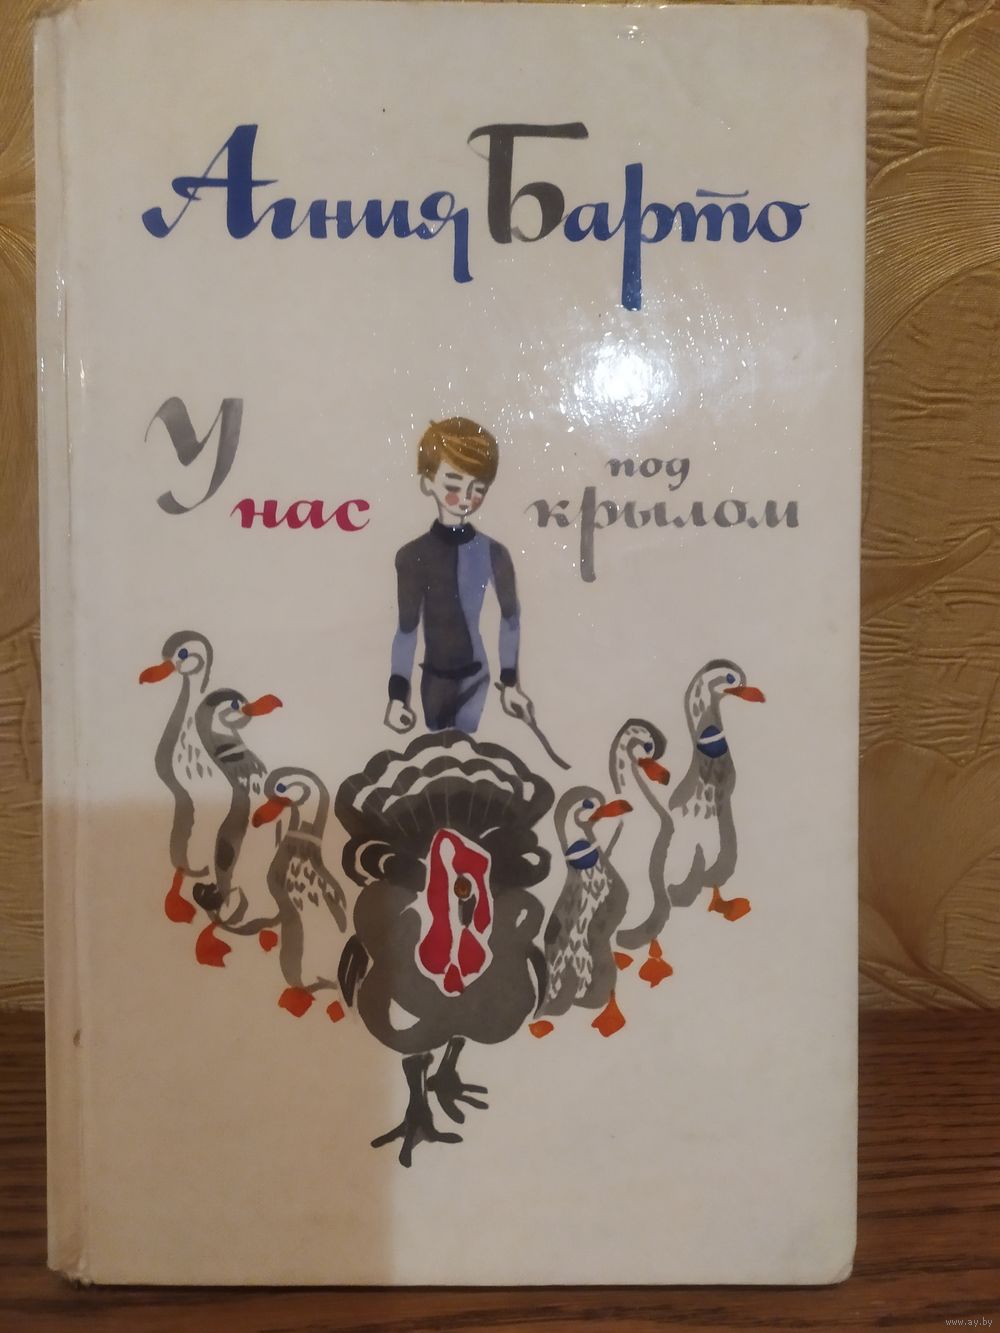 Агния Барто
У нас под крылом
www.ay.by